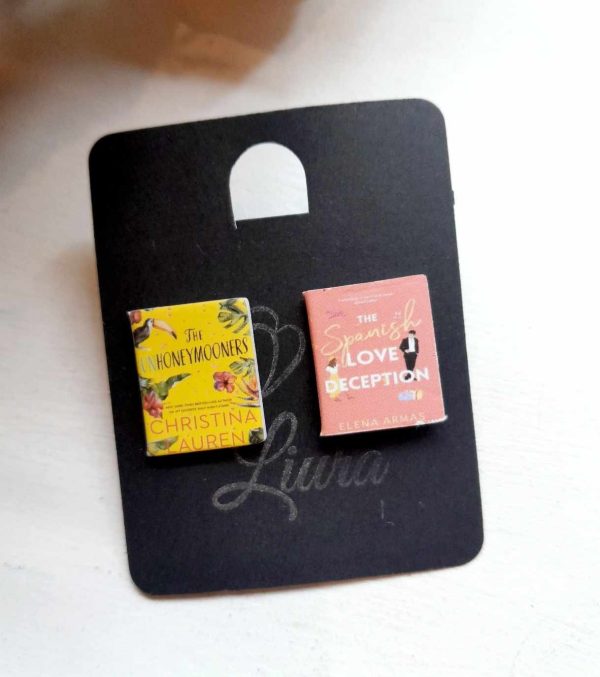 THE
UNHONEYMOONERS
CHRISTINA
LAUREN
THE
Spanish
LOVE
DECEPTION
ELENA ARMAS
Liura